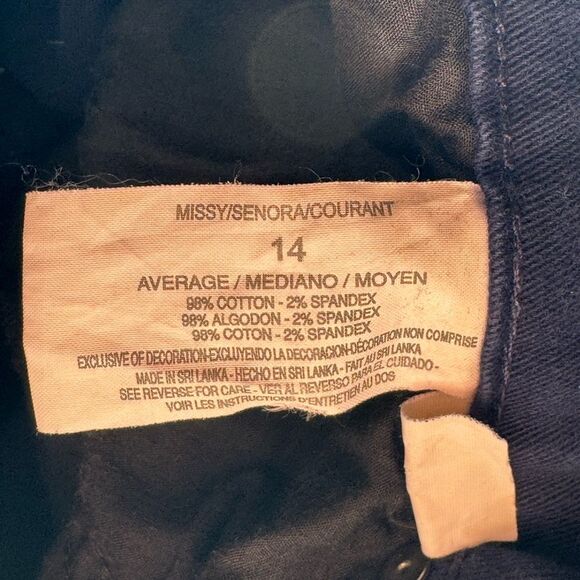 MISSY/SENORA/COURANT
14
AVERAGE / MEDIANO / MOYEN
98% COTTON - 2% SPANDEX
98% ALGODON - 2% SPANDEX
98% COTON - 2% SPANDEX
EXCLUSIVE OF DECORATION-EXCLUYENDO LA DECORACION-DÉCORATION NON COMPRISE
MADE IN SRI LANKA - HECHO EN SRI LANKA - FAIT AU SRI LANKA
SEE REVERSE FOR CARE - VER AL REVERSO PARA EL CUIDADO -
VOIR LES INSTRUCTIONS D'ENTRETIEN AU DOS